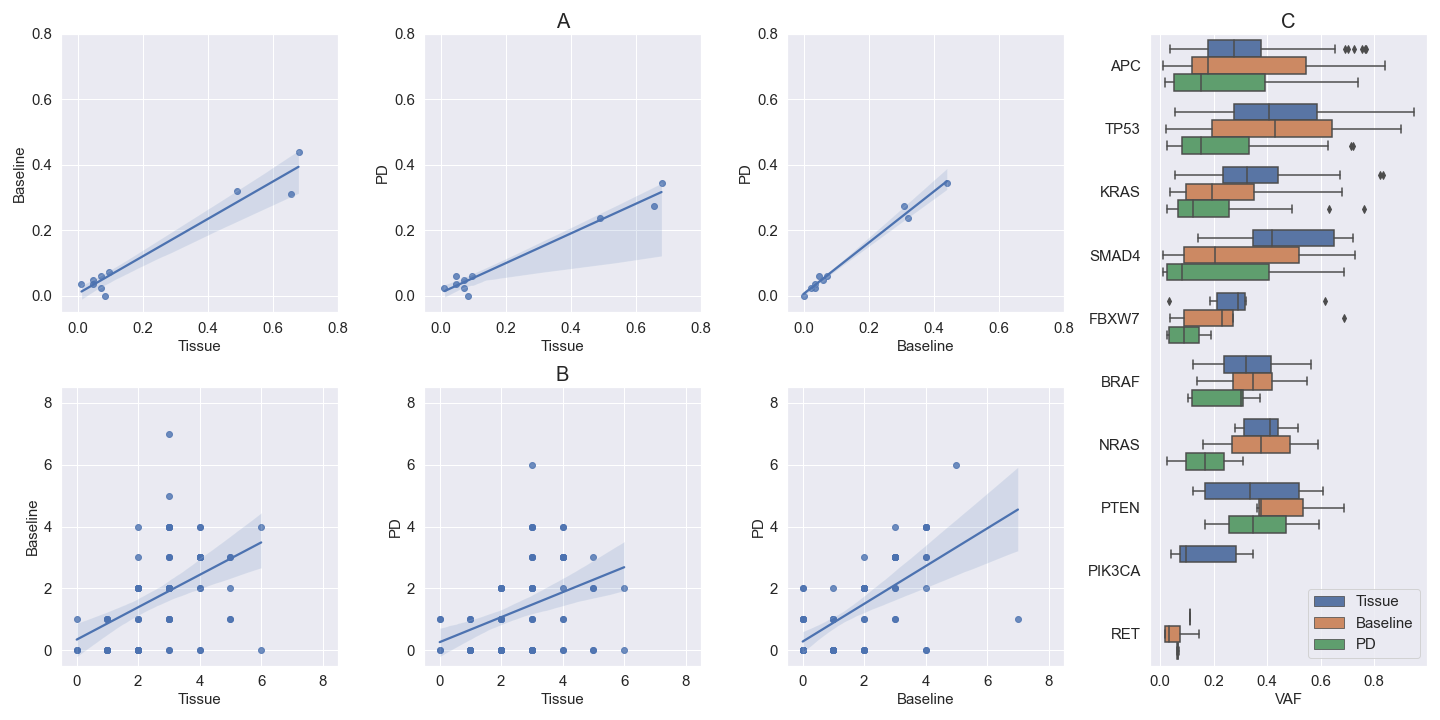 A
0.8
0.6
0.4
0.2
0.0
Baseline
0.0 0.2 0.4 0.6 0.8
Tissue
0.8
0.6
0.4
0.2
0.0
PD
0.0 0.2 0.4 0.6 0.8
Tissue
0.8
0.6
0.4
0.2
0.0
PD
0.0 0.2 0.4 0.6 0.8
Baseline
B
8
6
4
2
0
Baseline
0 2 4 6 8
Tissue
8
6
4
2
0
PD
0 2 4 6 8
Tissue
8
6
4
2
0
PD
0 2 4 6 8
Baseline
C
APC
TP53
KRAS
SMAD4
FBXW7
BRAF
NRAS
PTEN
PIK3CA
RET
Tissue
Baseline
PD
0.0 0.2 0.4 0.6 0.8
VAF